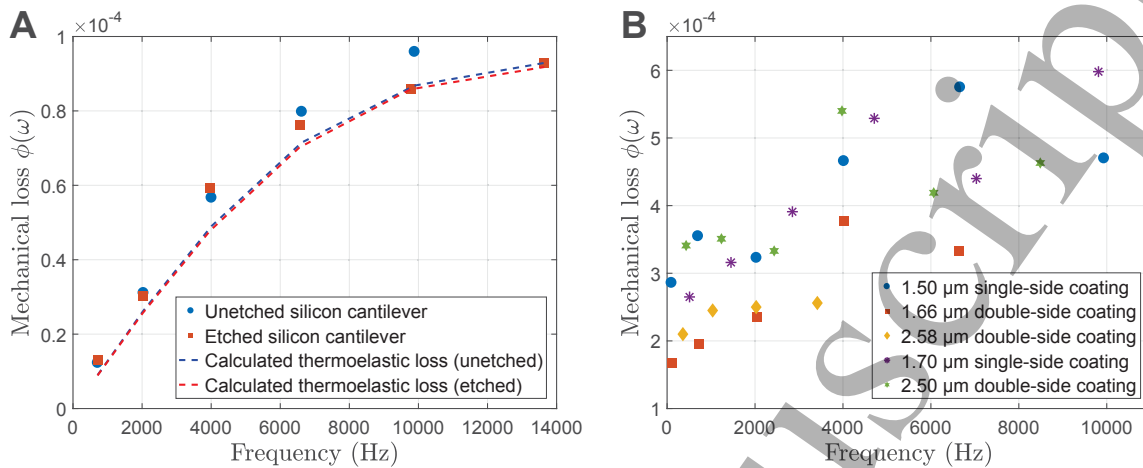 A
×10⁻⁴
1
0.8
0.6
0.4
0.2
0
Mechanical loss ϕ(ω)
0 2000 4000 6000 8000 10000 12000 14000
Frequency (Hz)
Unetched silicon cantilever
Etched silicon cantilever
Calculated thermoelastic loss (unetched)
Calculated thermoelastic loss (etched)
B
×10⁻⁴
6
5
4
3
2
1
Mechanical loss ϕ(ω)
0 2000 4000 6000 8000 10000
Frequency (Hz)
1.50 µm single-side coating
1.66 µm double-side coating
2.58 µm double-side coating
1.70 µm single-side coating
2.50 µm double-side coating
scrip